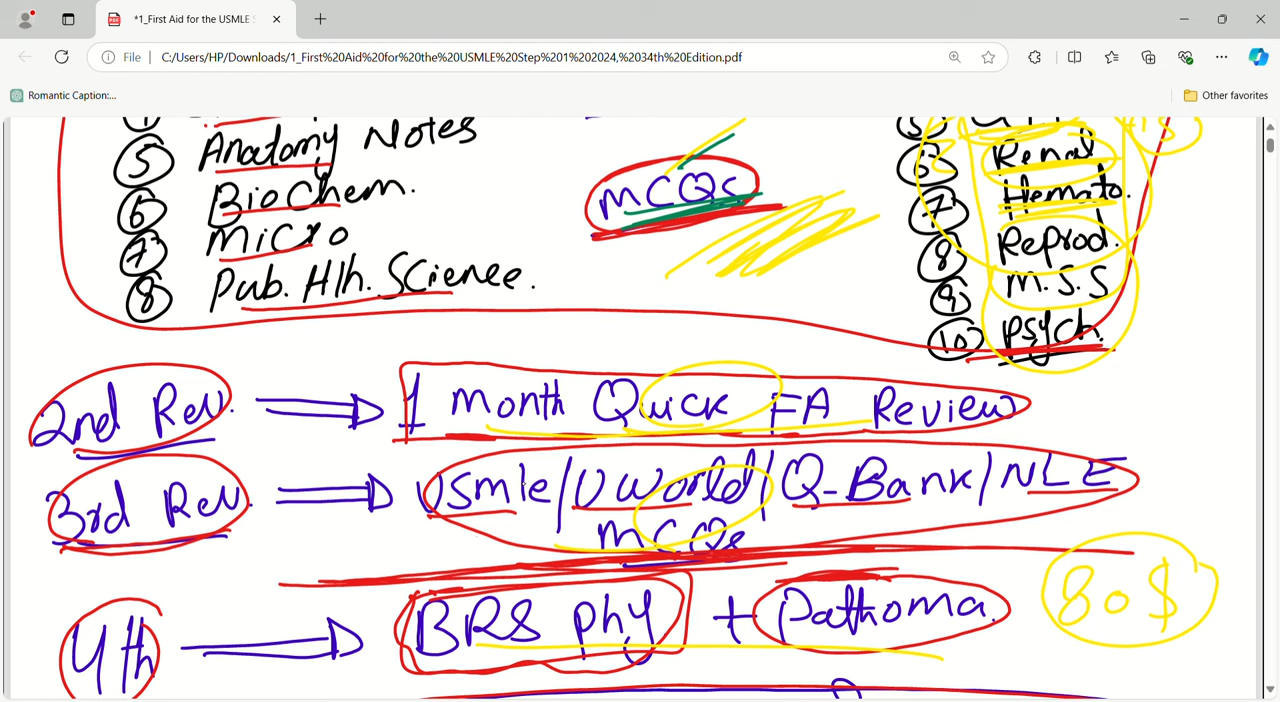 *1_First Aid for the USMLE S
File
C:/Users/HP/Downloads/1_First%20Aid%20for%20the%20USMLE%20Step%201%202024,%2034th%20Edition.pdf
Romantic Caption:...
Other favorites
5 Anatomy Notes
6 BioChem.
7 Micro
8 Pub. Hlh. Science.
MCQs
6 Renal
7 Hemato.
8 Reprod.
9 M.S.S
10 Psych.
2nd Rev. ⇒ 1 month Quick FA Review
3rd Rev. ⇒ Usmle/UWorld/Q-Bank/NLE
MCQs
4th ⇒ BRS phy + Pathoma.
80$